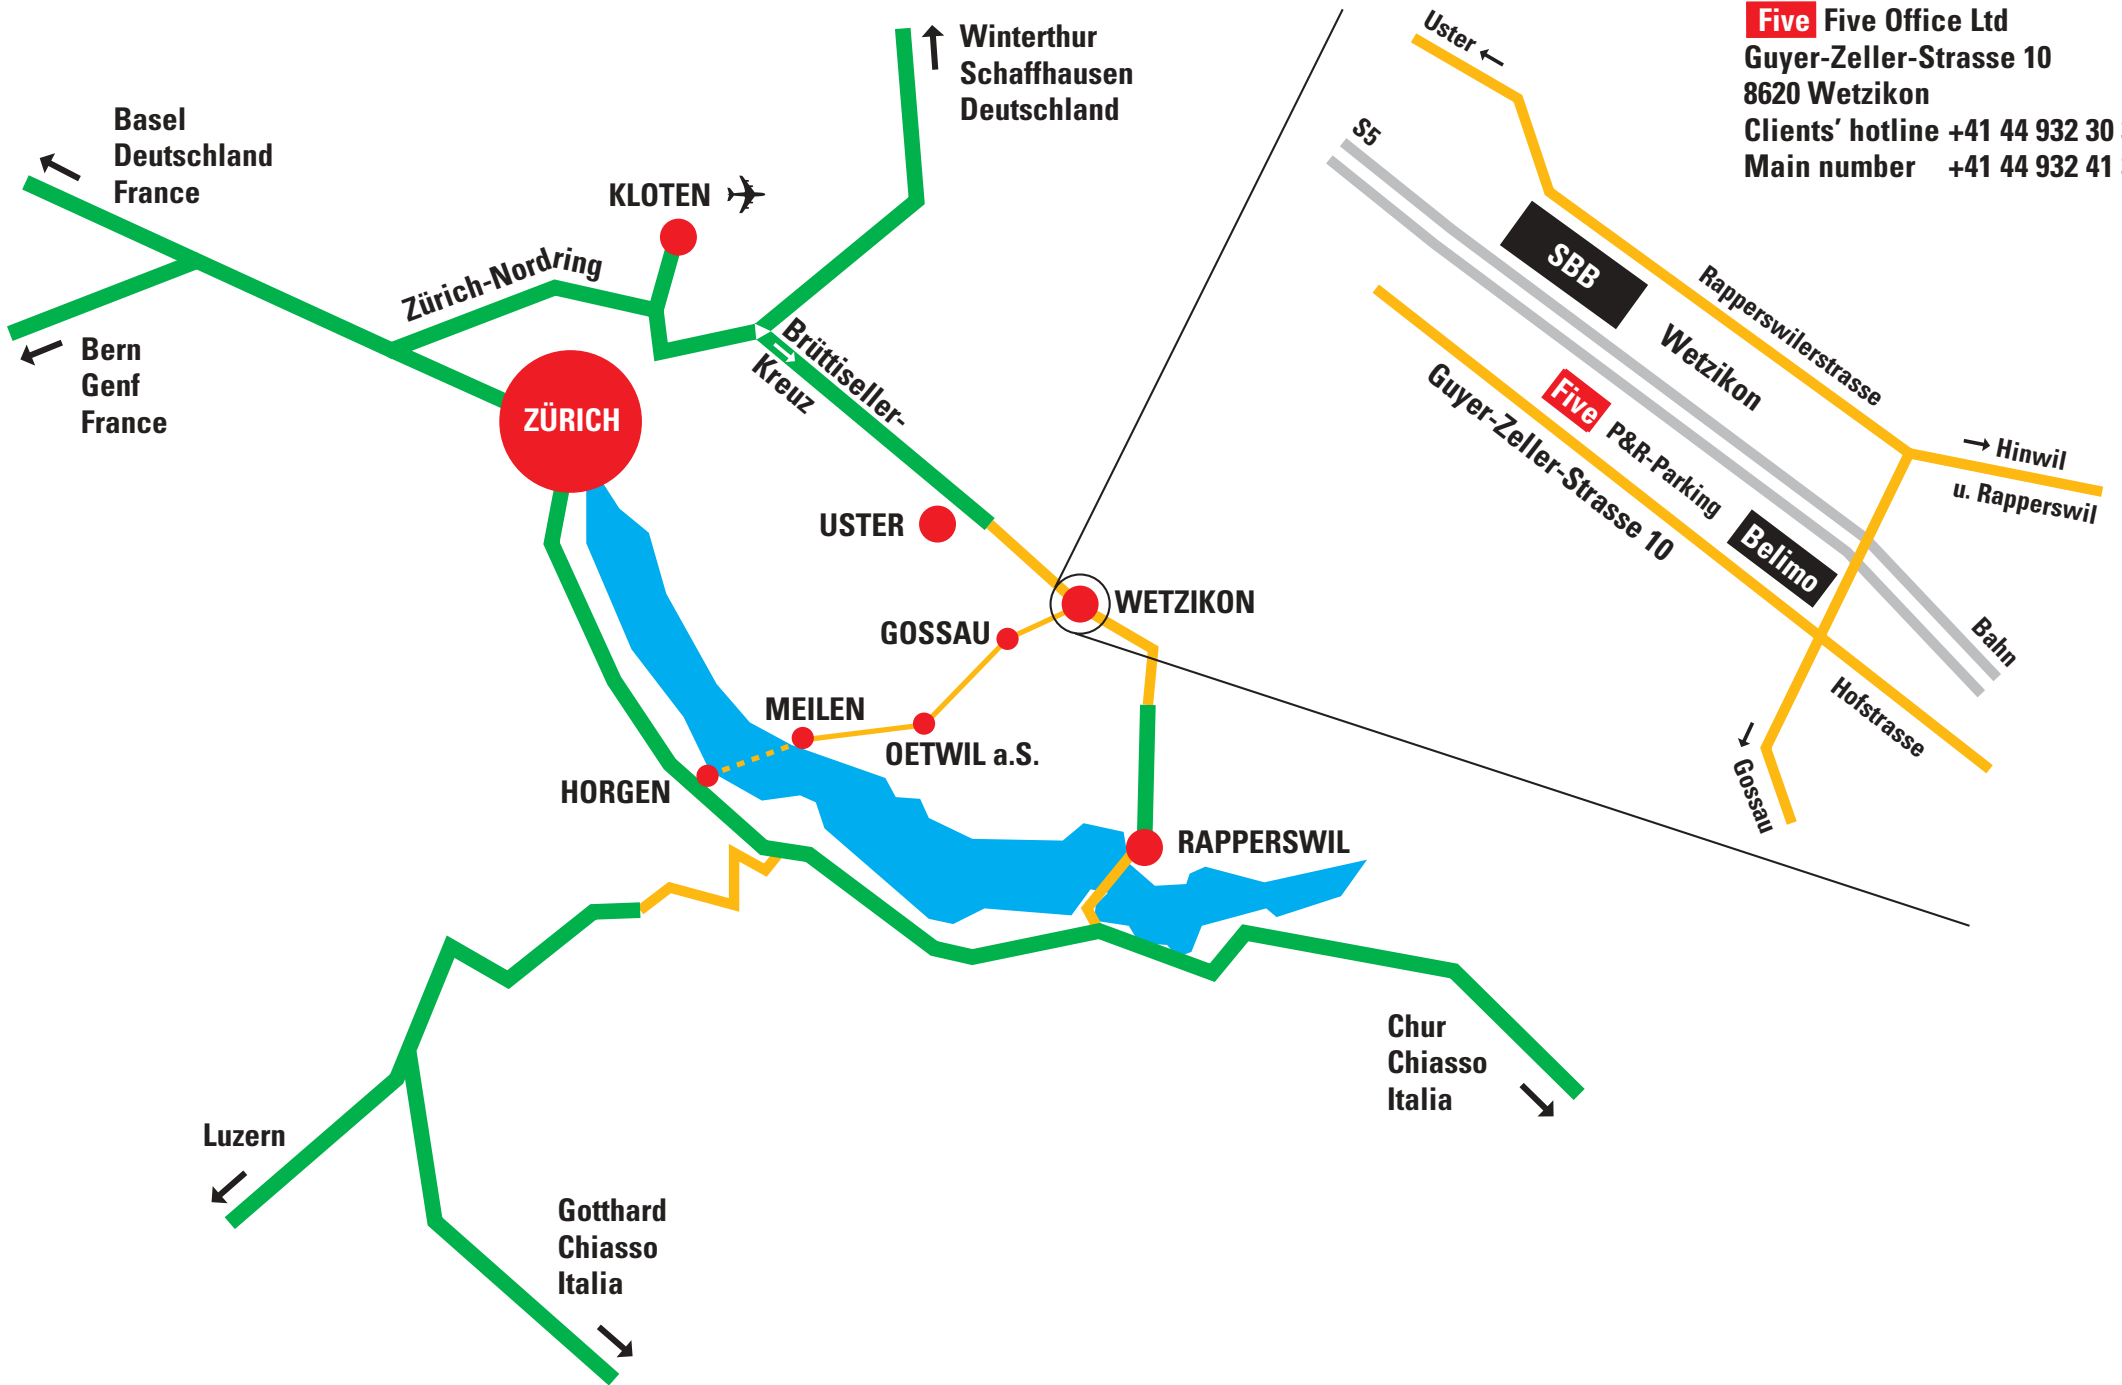 Five Five Office Ltd
Guyer-Zeller-Strasse 10
8620 Wetzikon
Clients’ hotline +41 44 932 30
Main number +41 44 932 41
Winterthur
Schaffhausen
Deutschland
Basel
Deutschland
France
KLOTEN
Zürich-Nordring
Bern
Genf
France
ZÜRICH
Brüttiseller-
Kreuz
USTER
WETZIKON
GOSSAU
MEILEN
OETWIL a.S.
HORGEN
RAPPERSWIL
Chur
Chiasso
Italia
Luzern
Gotthard
Chiasso
Italia
Uster
S5
SBB
Wetzikon
Rapperswilerstrasse
Hinwil
u. Rapperswil
Five
P&R-Parking
Guyer-Zeller-Strasse 10
Belimo
Bahn
Hofstrasse
Gossau